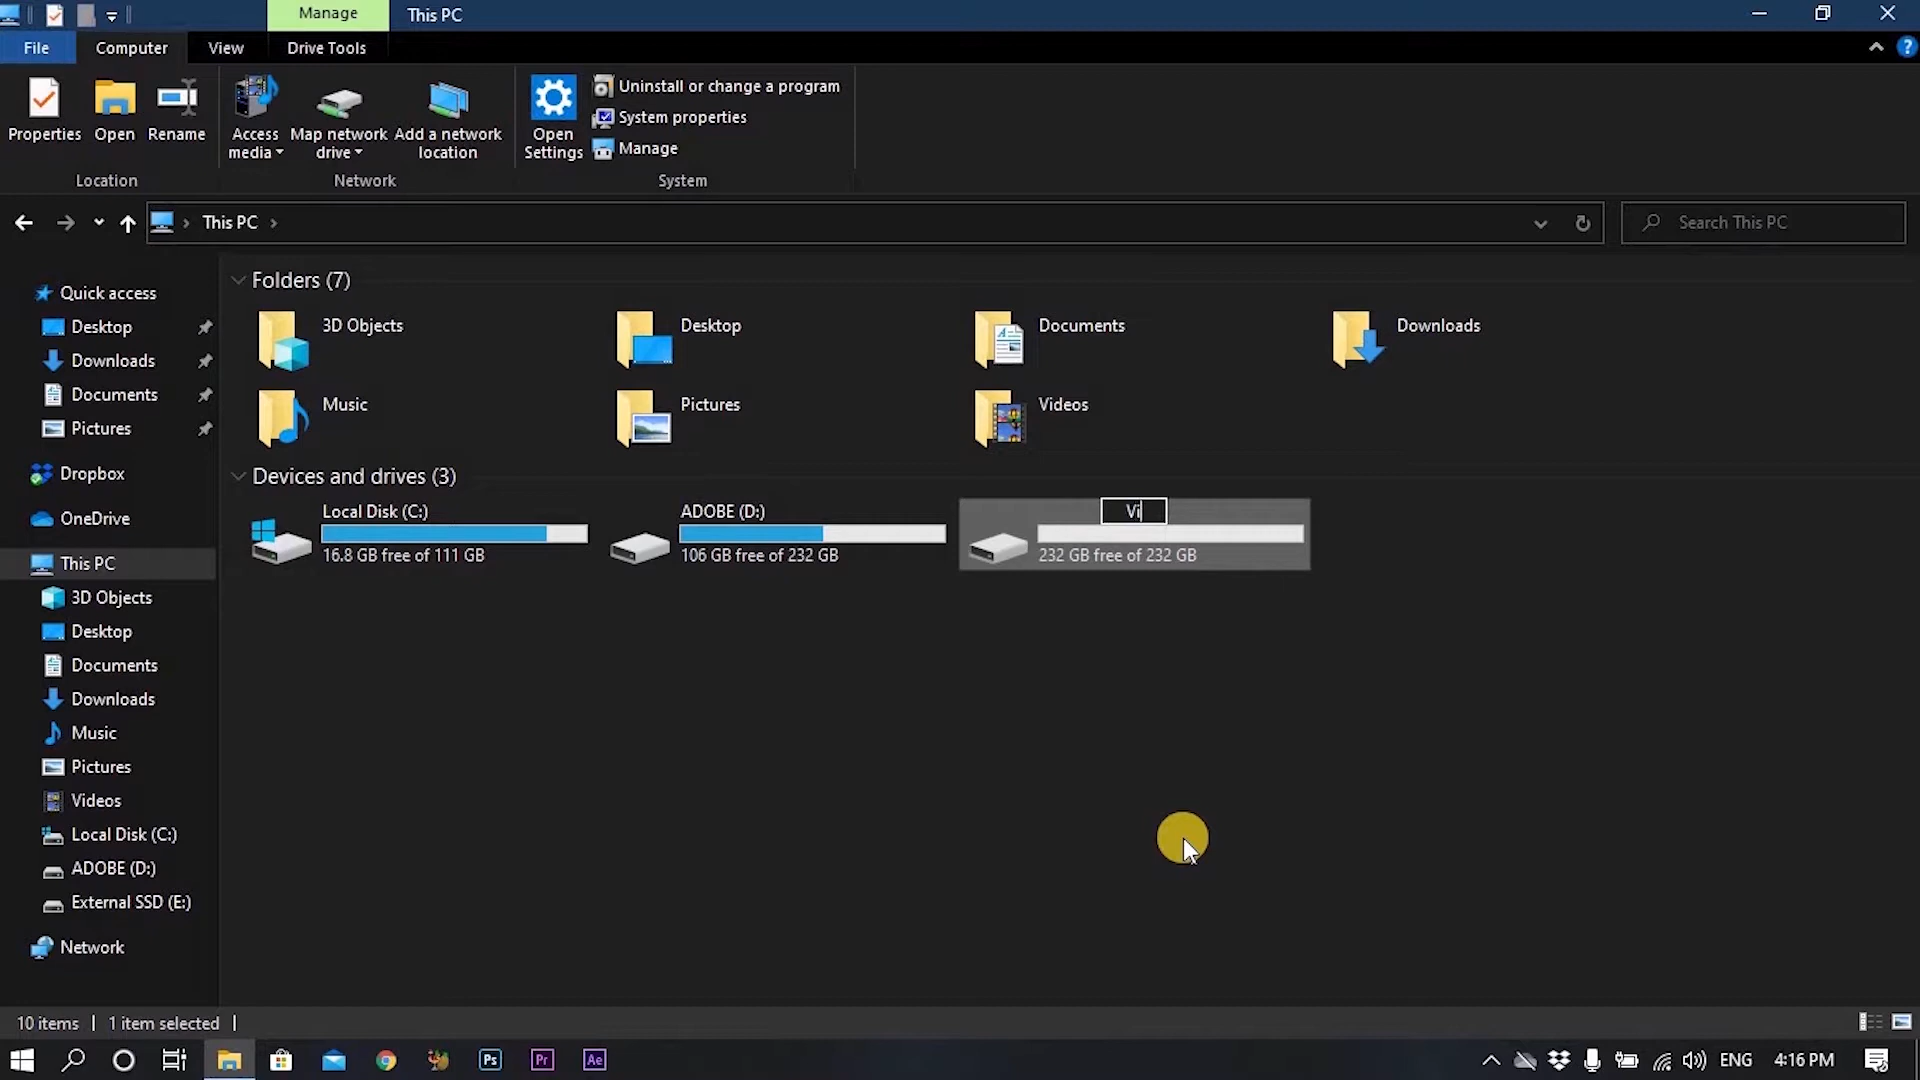 Manage
This PC
File
Computer
View
Drive Tools
Properties
Open
Rename
Access media
Map network drive
Add a network location
Open Settings
Uninstall or change a program
System properties
Manage
Location
Network
System
This PC
Search This PC
Quick access
Desktop
Downloads
Documents
Pictures
Dropbox
OneDrive
This PC
3D Objects
Desktop
Documents
Downloads
Music
Pictures
Videos
Local Disk (C:)
ADOBE (D:)
External SSD (E:)
Network
Folders (7)
3D Objects
Desktop
Documents
Downloads
Music
Pictures
Videos
Devices and drives (3)
Local Disk (C:)
16.8 GB free of 111 GB
ADOBE (D:)
106 GB free of 232 GB
Vi
232 GB free of 232 GB
10 items
1 item selected
Ps
Pr
Ae
ENG
4:16 PM